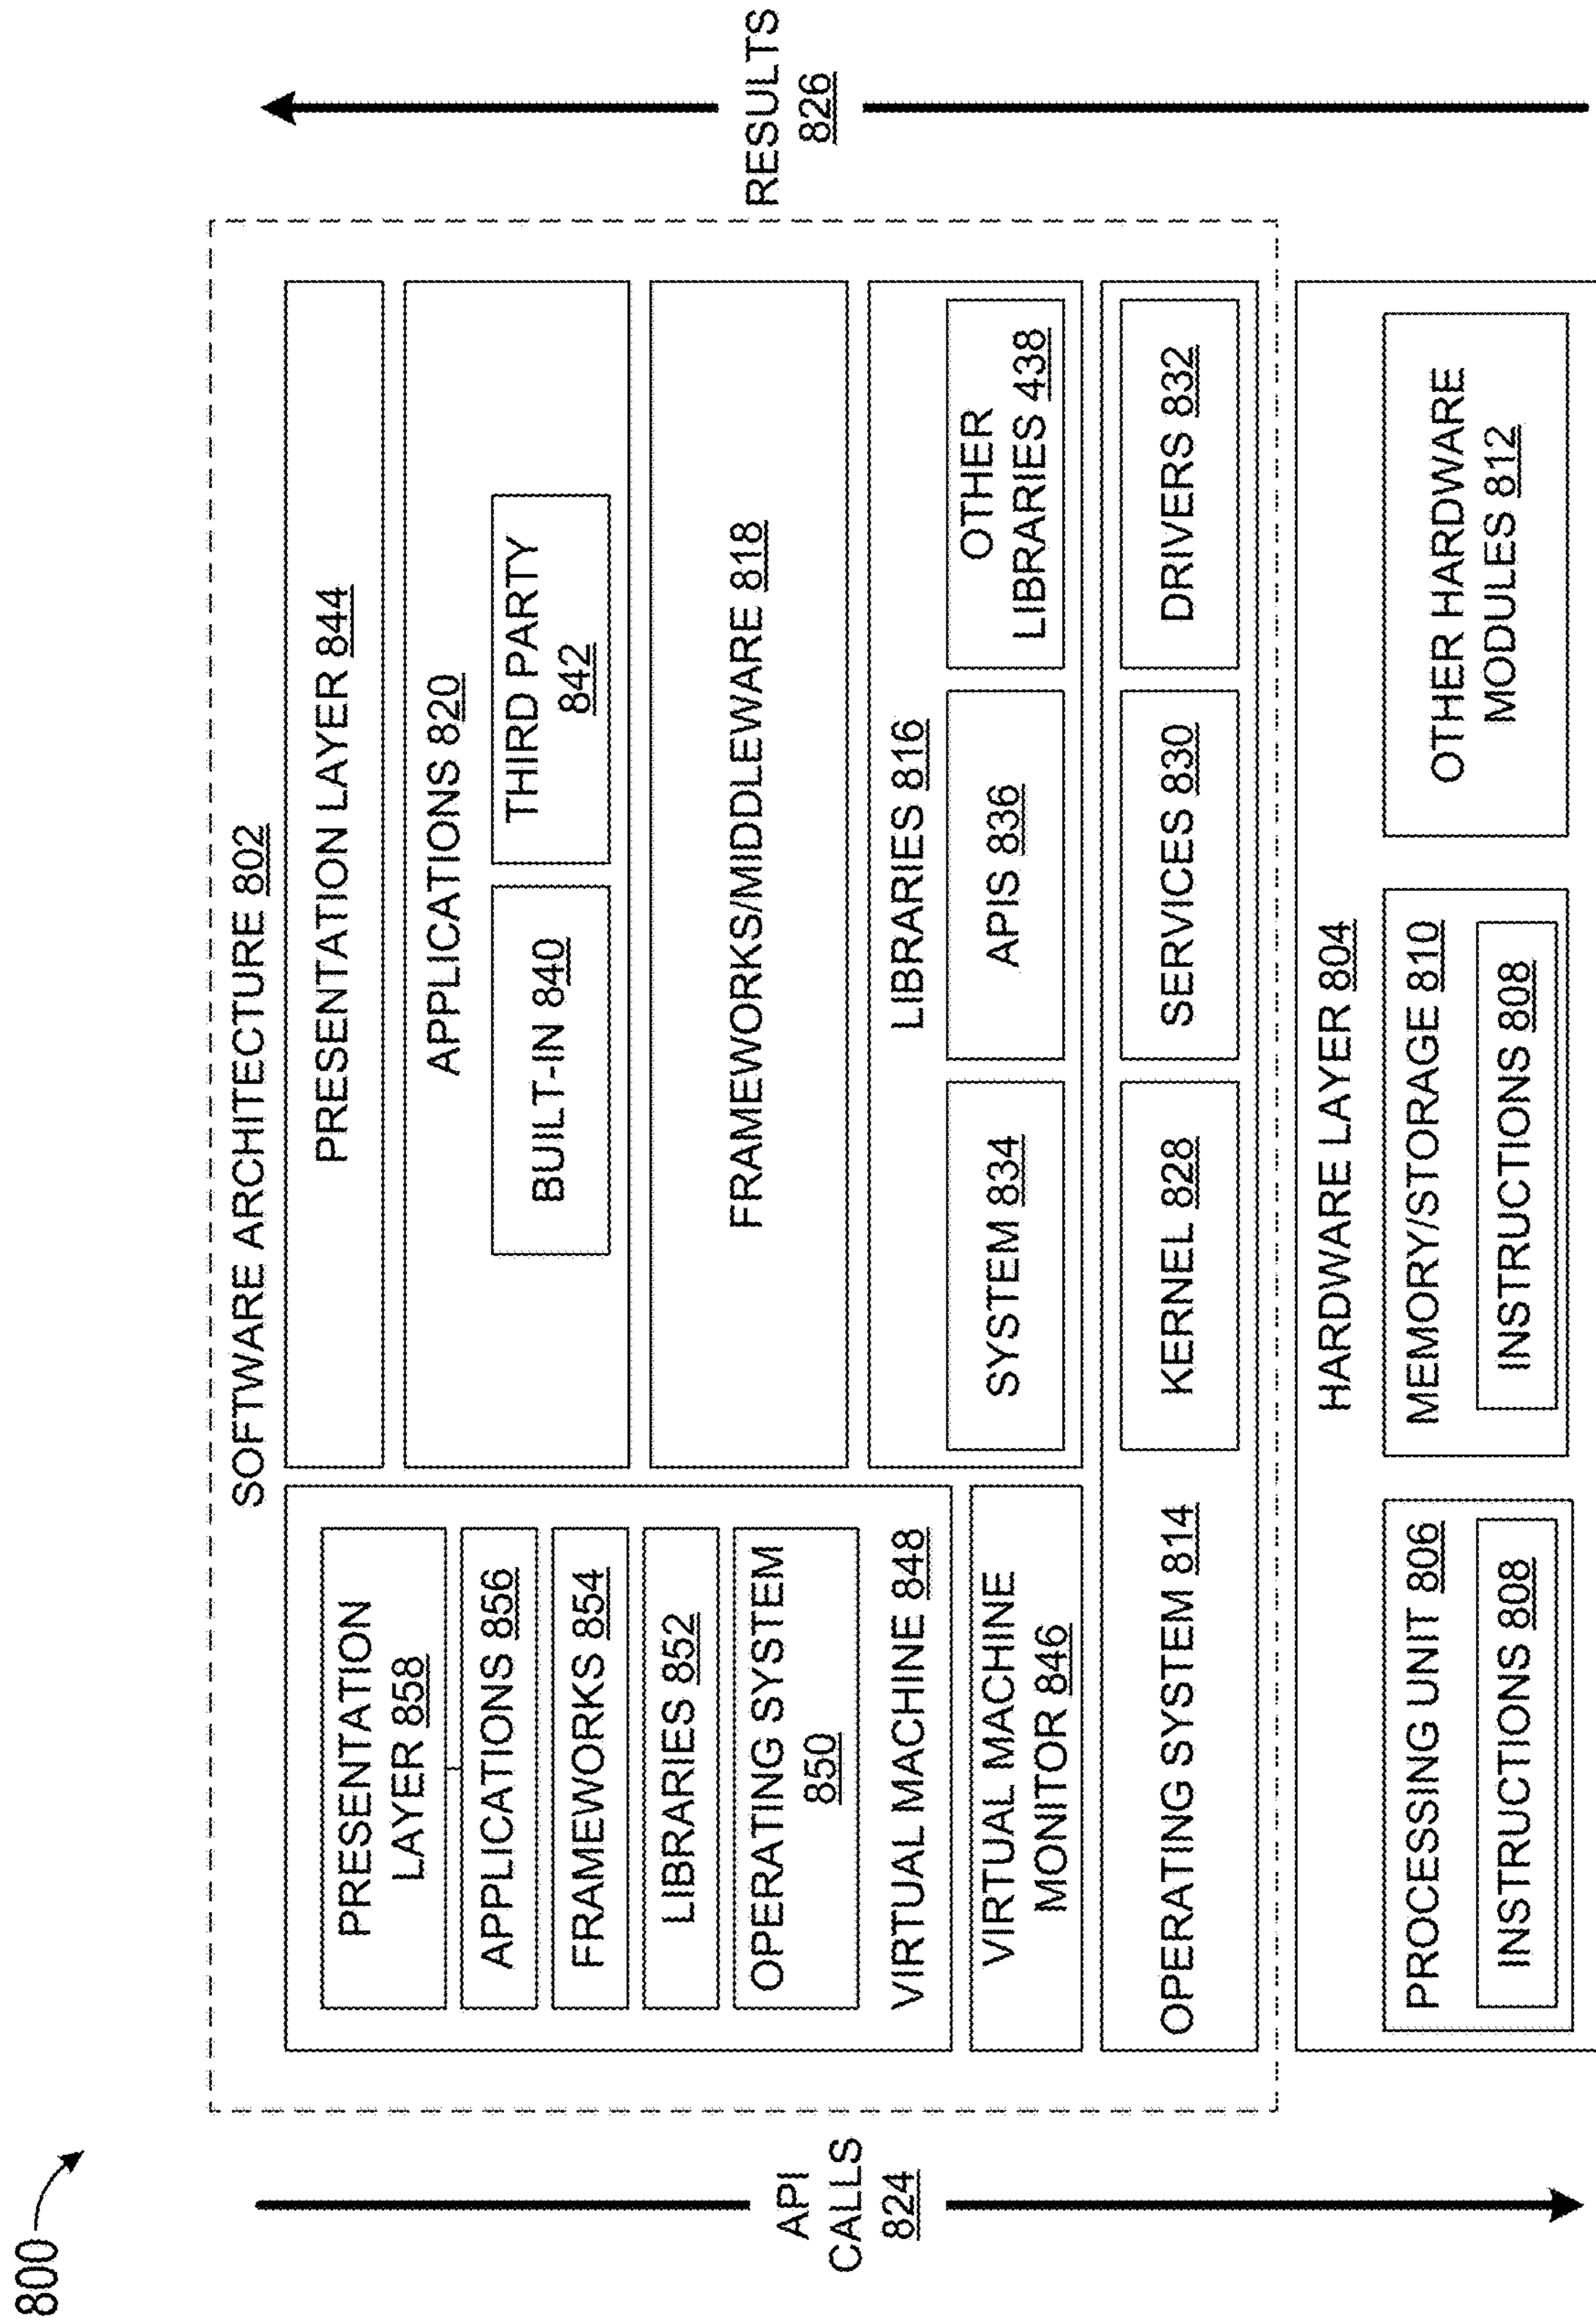 800
SOFTWARE ARCHITECTURE 802
PRESENTATION
LAYER 858
APPLICATIONS 856
FRAMEWORKS 854
LIBRARIES 852
OPERATING SYSTEM
850
VIRTUAL MACHINE 848
VIRTUAL MACHINE
MONITOR 846
PRESENTATION LAYER 844
APPLICATIONS 820
BUILT-IN 840
THIRD PARTY
842
FRAMEWORKS/MIDDLEWARE 818
LIBRARIES 816
SYSTEM 834
APIS 836
OTHER
LIBRARIES 438
OPERATING SYSTEM 814
KERNEL 828
SERVICES 830
DRIVERS 832
HARDWARE LAYER 804
PROCESSING UNIT 806
INSTRUCTIONS 808
MEMORY/STORAGE 810
INSTRUCTIONS 808
OTHER HARDWARE
MODULES 812
API
CALLS
824
RESULTS
826